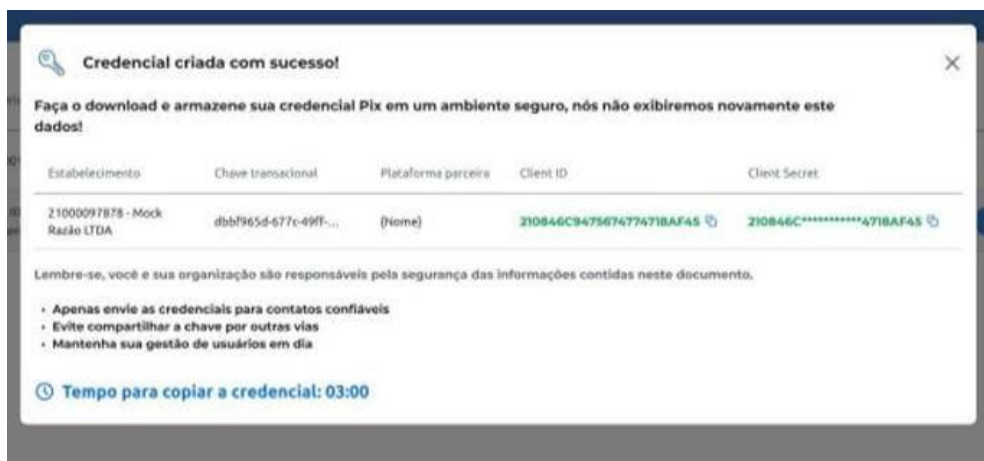 Credencial criada com sucesso!
Faça o download e armazene sua credencial Pix em um ambiente seguro, nós não exibiremos novamente este
dados!
Estabelecimento Chave transacional Plataforma parceira Client ID Client Secret
21000097878 - Mock dbbf965d-677c-49ff-... (Nome) 210846C9475674774718AF45 210846C************4718AF45
Razão LTDA
Lembre-se, você e sua organização são responsáveis pela segurança das informações contidas neste documento.
• Apenas envie as credenciais para contatos confiáveis
• Evite compartilhar a chave por outras vias
• Mantenha sua gestão de usuários em dia
Tempo para copiar a credencial: 03:00